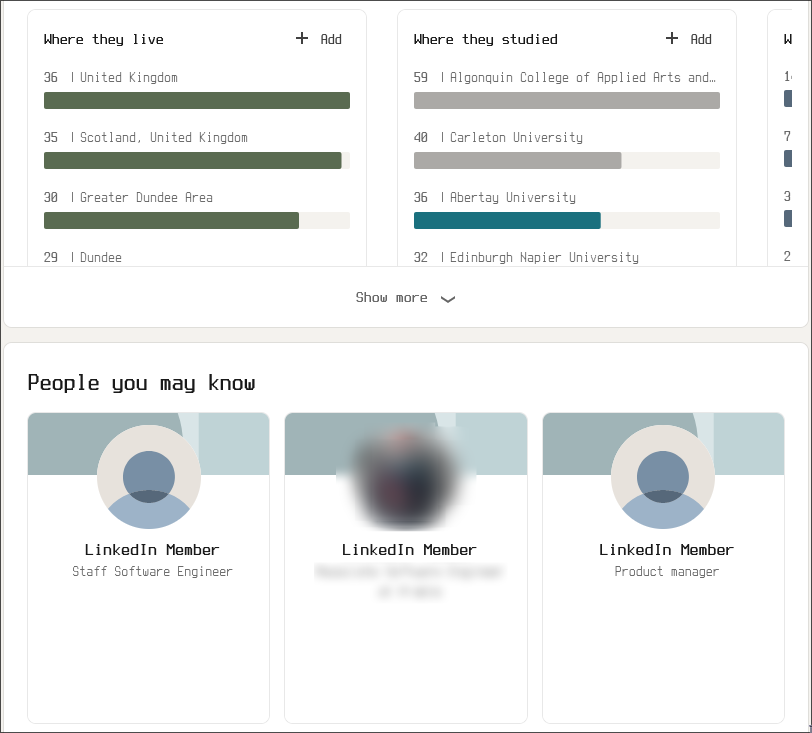 Where they live
+ Add
36 | United Kingdom
35 | Scotland, United Kingdom
30 | Greater Dundee Area
29 | Dundee
Where they studied
+ Add
59 | Algonquin College of Applied Arts and…
40 | Carleton University
36 | Abertay University
32 | Edinburgh Napier University
7
3
2
Show more
People you may know
LinkedIn Member
Staff Software Engineer
LinkedIn Member
LinkedIn Member
Product manager